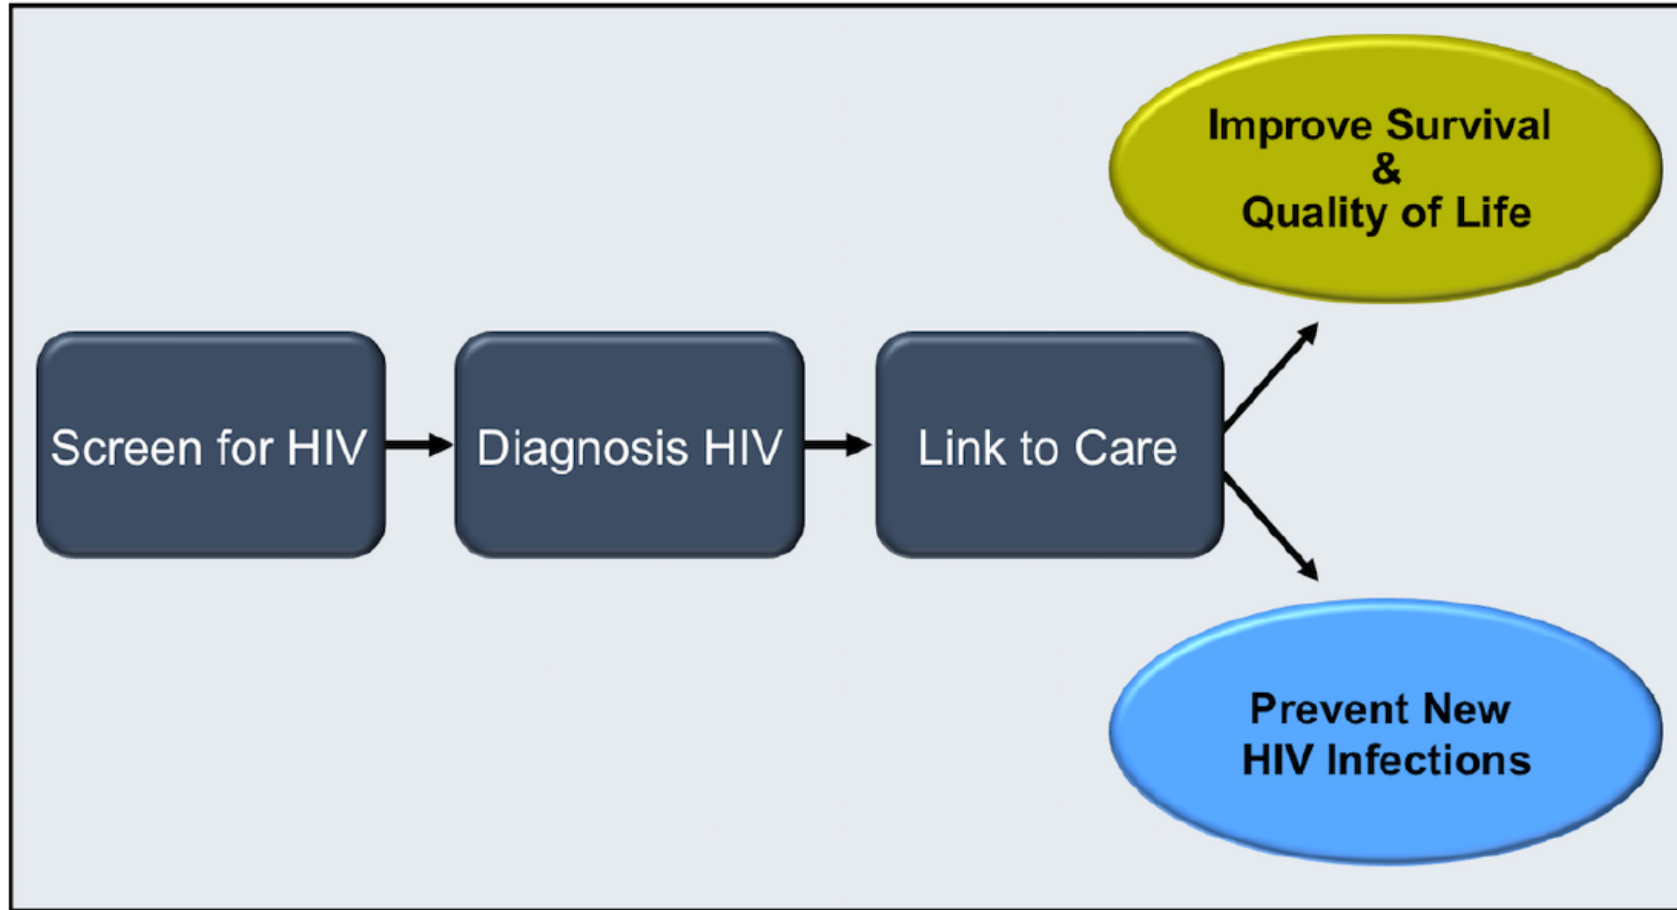 Improve Survival
&
Quality of Life
Screen for HIV
Diagnosis HIV
Link to Care
Prevent New
HIV Infections